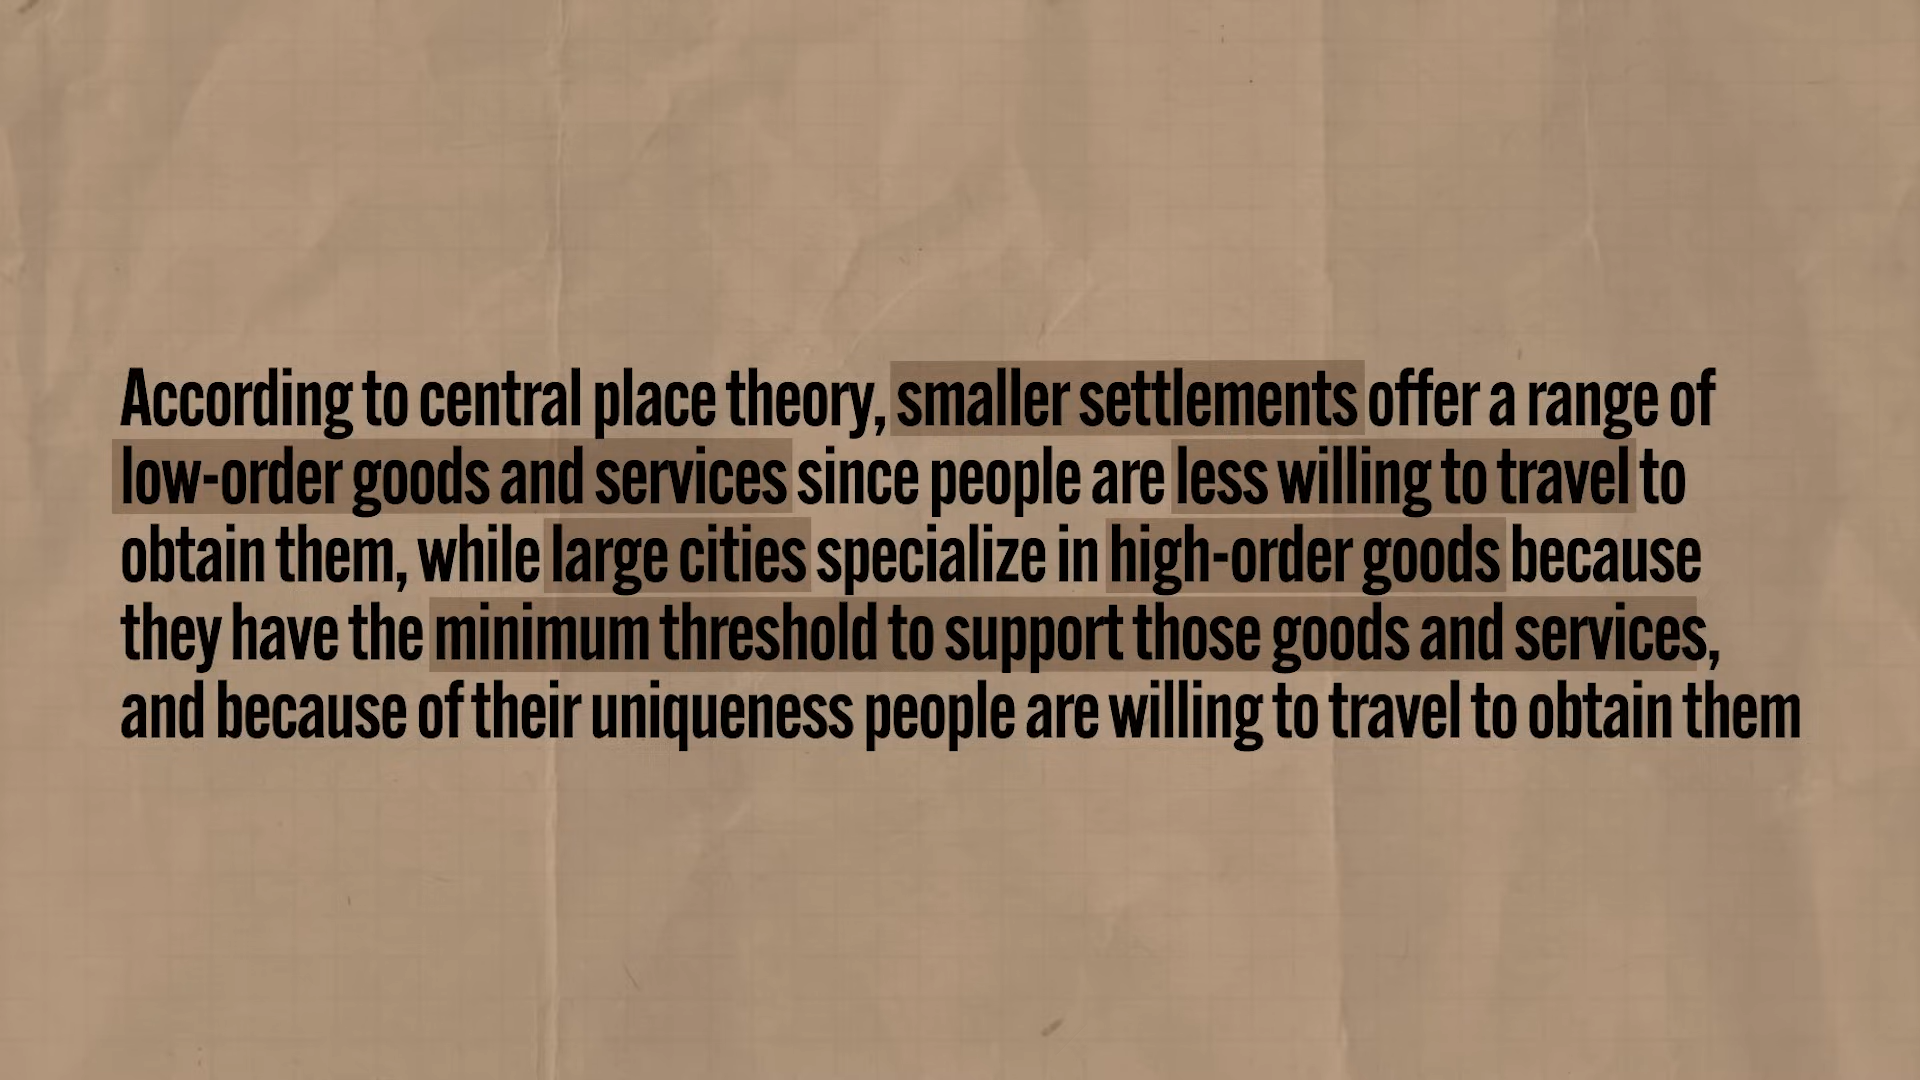 According to central place theory, smaller settlements offer a range of
low-order goods and services since people are less willing to travel to
obtain them, while large cities specialize in high-order goods because
they have the minimum threshold to support those goods and services,
and because of their uniqueness people are willing to travel to obtain them